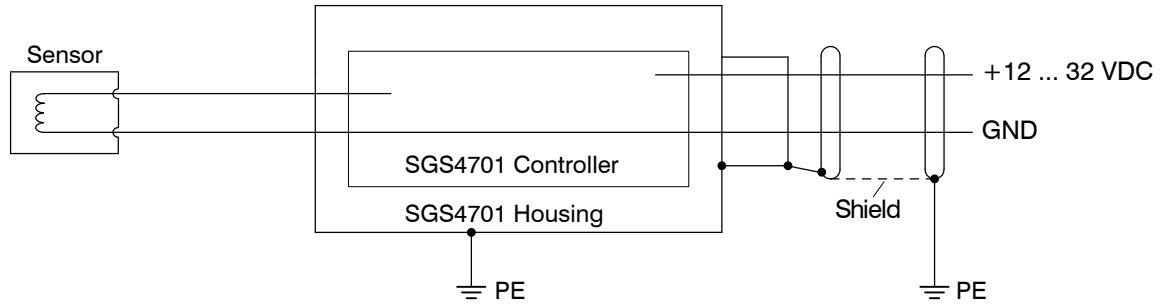 Sensor
+12 ... 32 VDC
GND
SGS4701 Controller
SGS4701 Housing
Shield
PE
PE